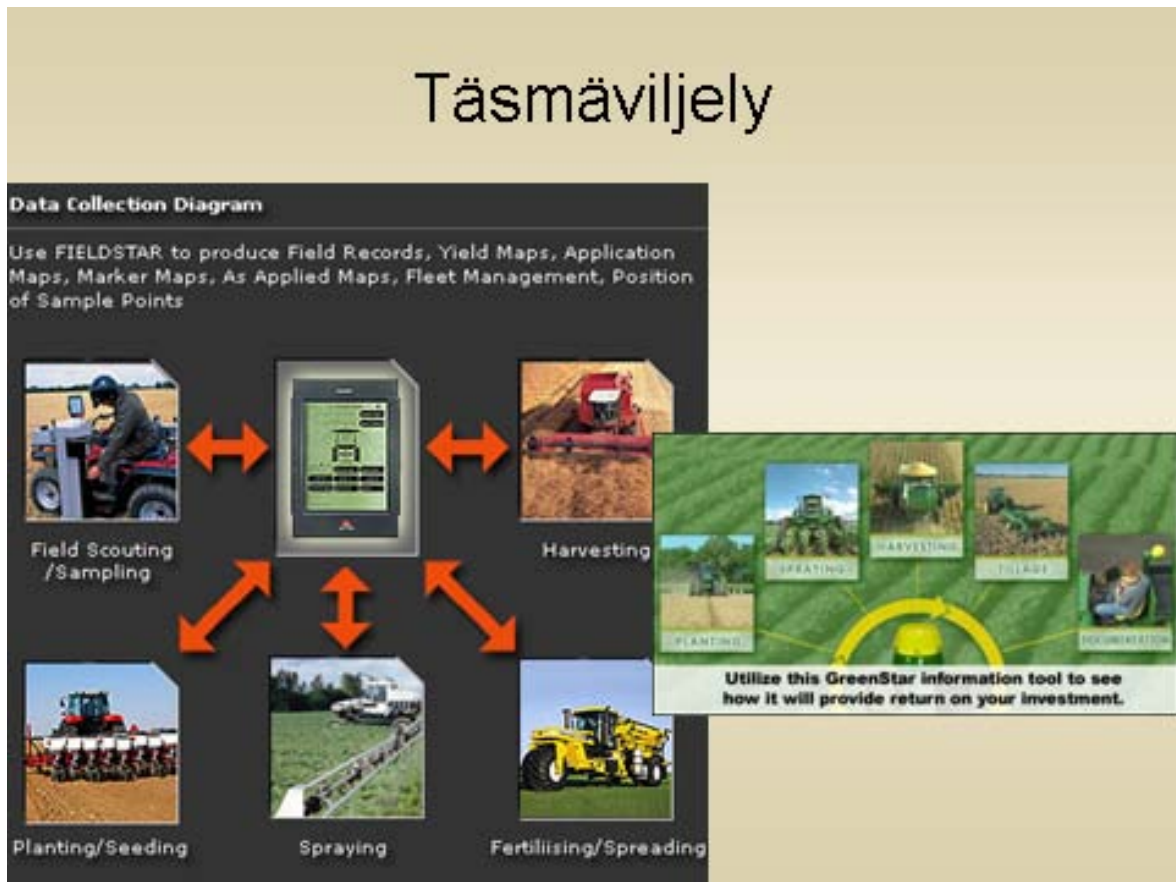 Täsmäviljely
Data Collection Diagram
Use FIELDSTAR to produce Field Records, Yield Maps, Application
Maps, Marker Maps, As Applied Maps, Fleet Management, Position
of Sample Points
Field Scouting
/Sampling
Harvesting
Planting/Seeding
Spraying
Fertiliising/Spreading
PLANTING
SPRAYING
HARVESTING
TILLAGE
DOCUMENTATION
Utilize this GreenStar information tool to see
how it will provide return on your investment.